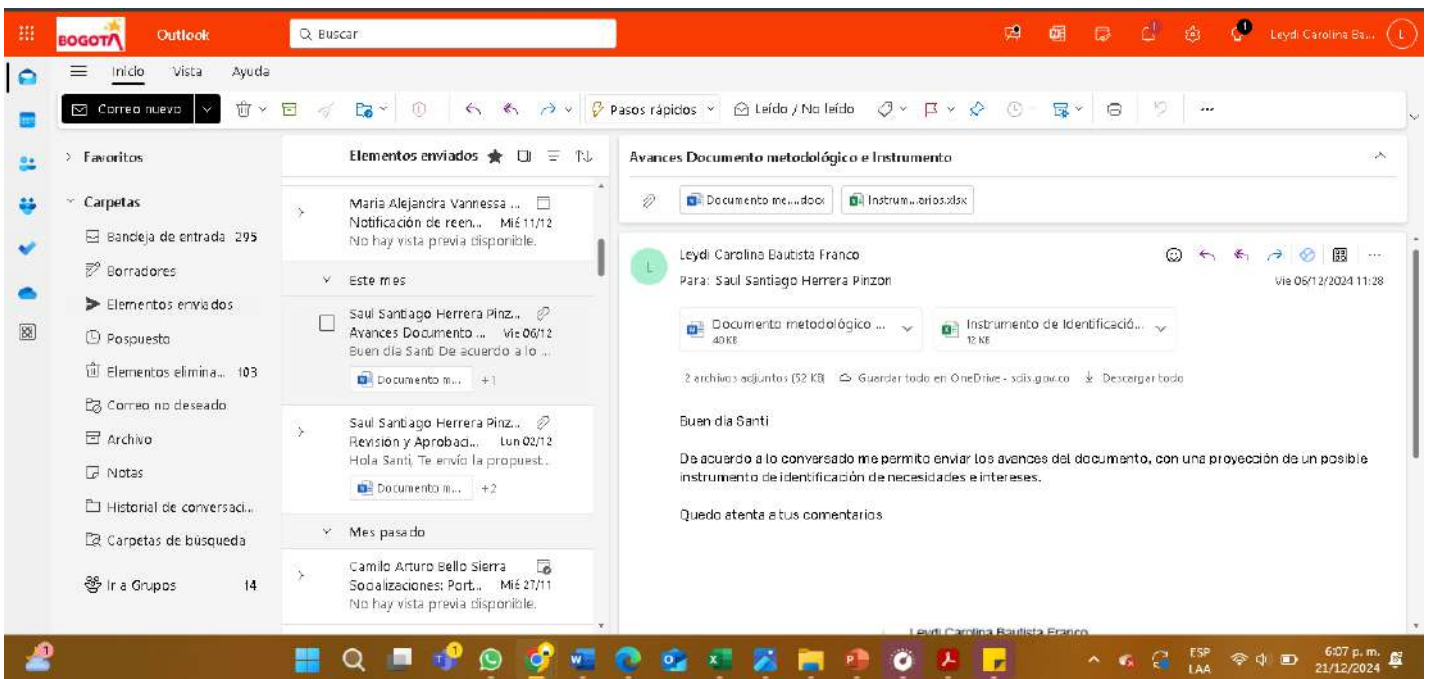 BOGOTÁ
Outlook
Buscar
Leydi Carolina Ba...
L
Inicio Vista Ayuda
Correo nuevo
Pasos rápidos
Leído / No leído
Favoritos
Carpetas
Bandeja de entrada 295
Borradores
Elementos enviados
Pospuesto
Elementos elimina... 103
Correo no deseado
Archivo
Notas
Historial de conversaci...
Carpetas de búsqueda
Ir a Grupos 14
Elementos enviados
Maria Alejandra Vannessa ...
Notificación de reen... Mié 11/12
No hay vista previa disponible.
Este mes
Saul Santiago Herrera Pinz...
Avances Documento ... Vie 06/12
Buen día Santi De acuerdo a lo ...
Documento m... +1
Saul Santiago Herrera Pinz...
Revisión y Aprobaci... Lun 02/12
Hola Santi, Te envío la propuest...
Documento m... +2
Mes pasado
Camilo Arturo Bello Sierra
Socializaciones: Port... Mié 27/11
No hay vista previa disponible.
Avances Documento metodológico e Instrumento
Documento me....docx
Instrum...arios.xlsx
L
Leydi Carolina Bautista Franco
Para: Saul Santiago Herrera Pinzon
Vie 06/12/2024 11:28
Documento metodológico ...
40 KB
Instrumento de Identificació...
12 KB
2 archivos adjuntos (52 KB) Guardar todo en OneDrive - sdis.gov.co Descargar todo
Buen dia Santi
De acuerdo a lo conversado me permito enviar los avances del documento, con una proyección de un posible
instrumento de identificación de necesidades e intereses.
Quedo atenta a tus comentarios
Leydi Carolina Bautista Franco
ESP
LAA
6:07 p. m.
21/12/2024